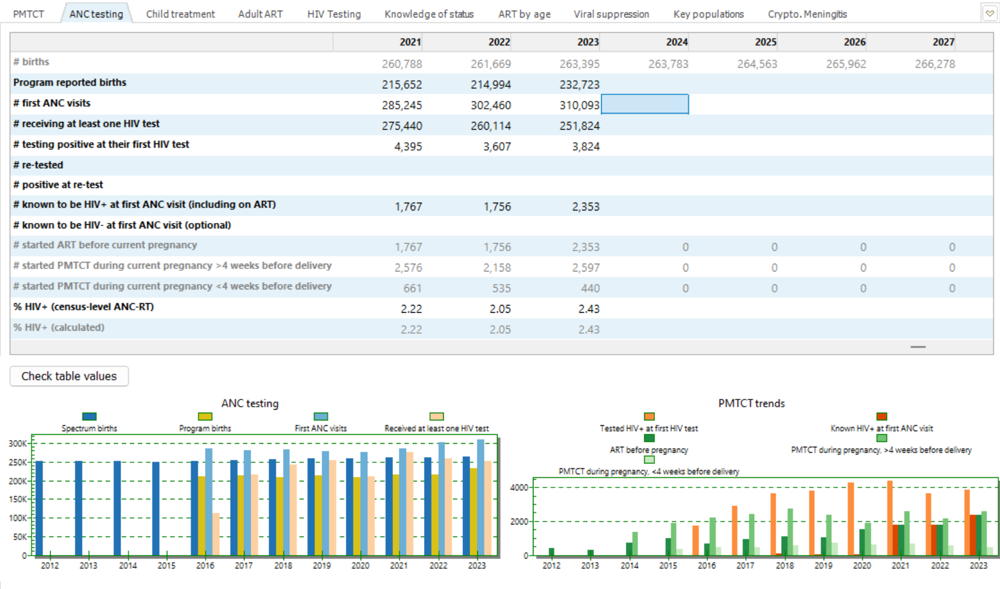 PMTCT ANC testing Child treatment Adult ART HIV Testing Knowledge of status ART by age Viral suppression Key populations Crypto. Meningitis
2021 2022 2023 2024 2025 2026 2027
# births 260,788 261,669 263,395 263,783 264,563 265,962 266,278
Program reported births 215,652 214,994 232,723
# first ANC visits 285,245 302,460 310,093
# receiving at least one HIV test 275,440 260,114 251,824
# testing positive at their first HIV test 4,395 3,607 3,824
# re-tested
# positive at re-test
# known to be HIV+ at first ANC visit (including on ART) 1,767 1,756 2,353
# known to be HIV- at first ANC visit (optional)
# started ART before current pregnancy 1,767 1,756 2,353 0 0 0 0
# started PMTCT during current pregnancy >4 weeks before delivery 2,576 2,158 2,597 0 0 0 0
# started PMTCT during current pregnancy <4 weeks before delivery 661 535 440 0 0 0 0
% HIV+ (census-level ANC-RT) 2.22 2.05 2.43
% HIV+ (calculated) 2.22 2.05 2.43
Check table values
ANC testing
Spectrum births Program births First ANC visits Received at least one HIV test
300K
250K
200K
150K
100K
50K
0
2012 2013 2014 2015 2016 2017 2018 2019 2020 2021 2022 2023
PMTCT trends
Tested HIV+ at first HIV test Known HIV+ at first ANC visit
ART before pregnancy PMTCT during pregnancy, >4 weeks before delivery
PMTCT during pregnancy, <4 weeks before delivery
4000
2000
0
2012 2013 2014 2015 2016 2017 2018 2019 2020 2021 2022 2023